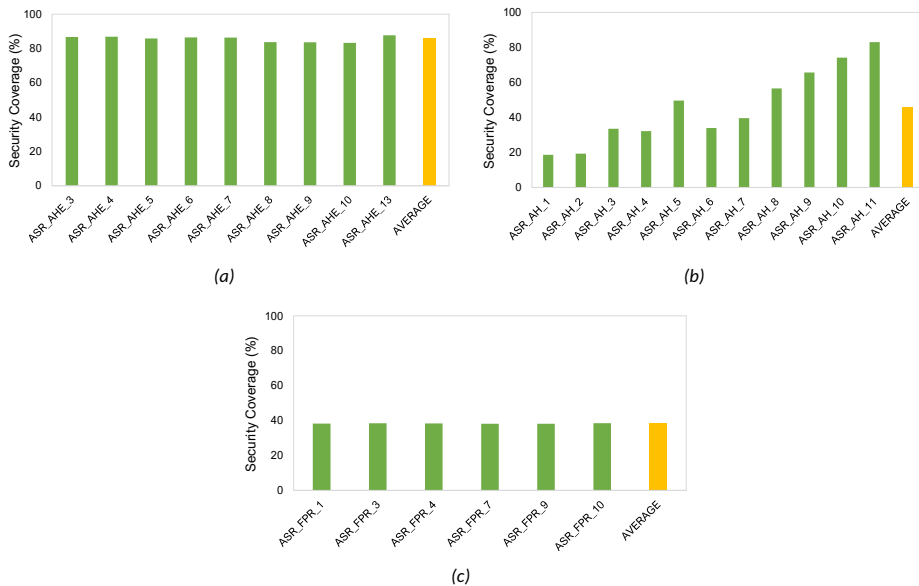 Security Coverage (%)
100
80
60
40
20
0
ASR_AHE_3
ASR_AHE_4
ASR_AHE_5
ASR_AHE_6
ASR_AHE_7
ASR_AHE_8
ASR_AHE_9
ASR_AHE_10
ASR_AHE_13
AVERAGE
(a)
Security Coverage (%)
100
80
60
40
20
0
ASR_AH_1
ASR_AH_2
ASR_AH_3
ASR_AH_4
ASR_AH_5
ASR_AH_6
ASR_AH_7
ASR_AH_8
ASR_AH_9
ASR_AH_10
ASR_AH_11
AVERAGE
(b)
Security Coverage (%)
100
80
60
40
20
0
ASR_FPR_1
ASR_FPR_3
ASR_FPR_4
ASR_FPR_7
ASR_FPR_9
ASR_FPR_10
AVERAGE
(c)